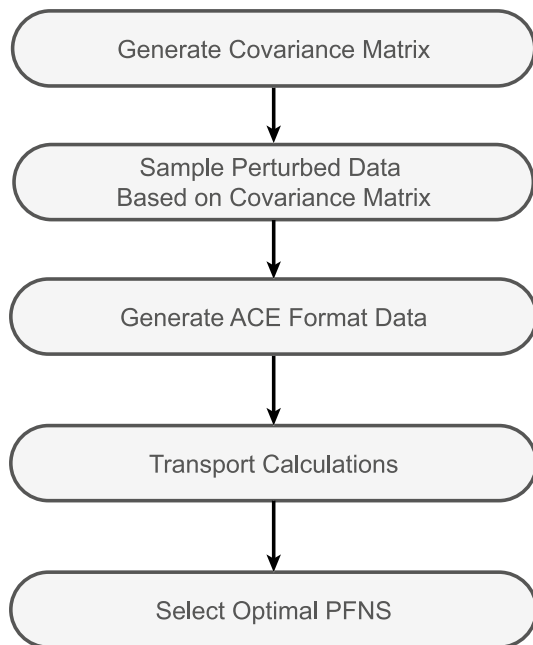 Generate Covariance Matrix
Sample Perturbed Data
Based on Covariance Matrix
Generate ACE Format Data
Transport Calculations
Select Optimal PFNS